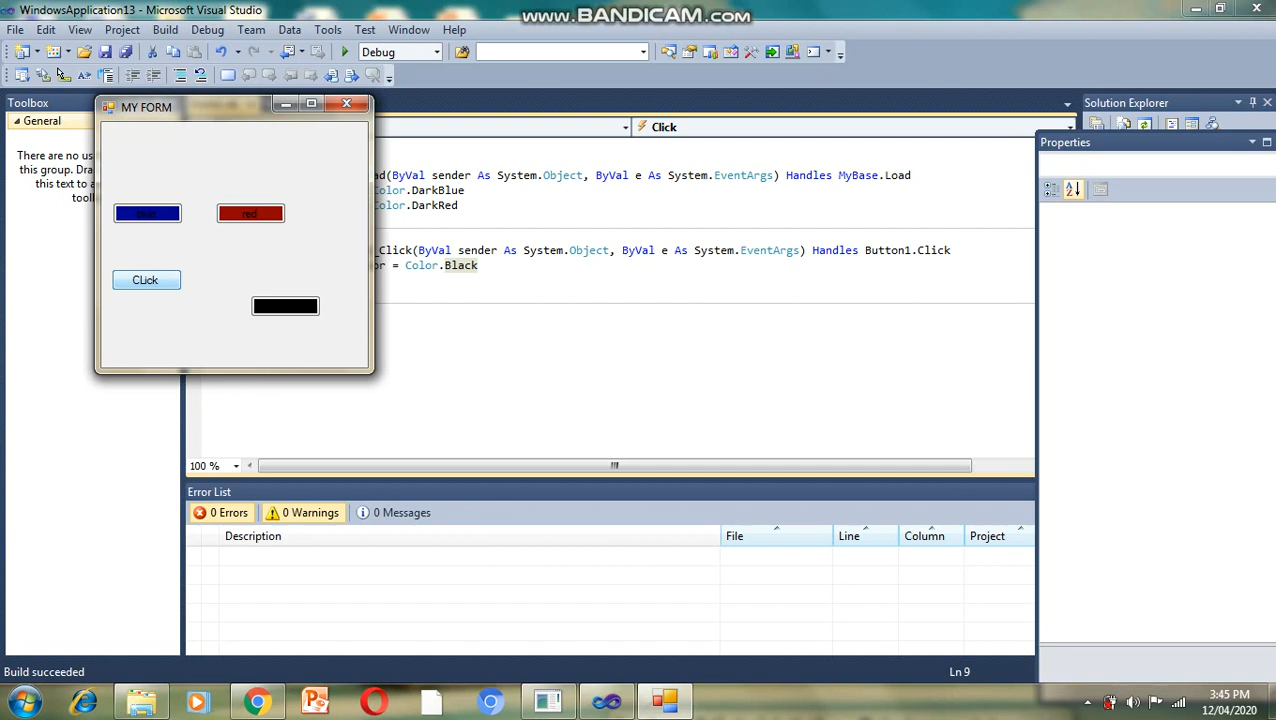 WindowsApplication13 - Microsoft Visual Studio
www.BANDICAM.com
File Edit View Project Build Debug Team Data Tools Test Window Help
Debug
Toolbox
General
There are no us
this group. Dra
this text to a
tool
MY FORM
red
CLick
Click
ad(ByVal sender As System.Object, ByVal e As System.EventArgs) Handles MyBase.Load
Color.DarkBlue
Color.DarkRed
_Click(ByVal sender As System.Object, ByVal e As System.EventArgs) Handles Button1.Click
or = Color.Black
100 %
Solution Explorer
Properties
Error List
0 Errors 0 Warnings 0 Messages
Description File Line Column Project
Build succeeded
Ln 9
3:45 PM
12/04/2020